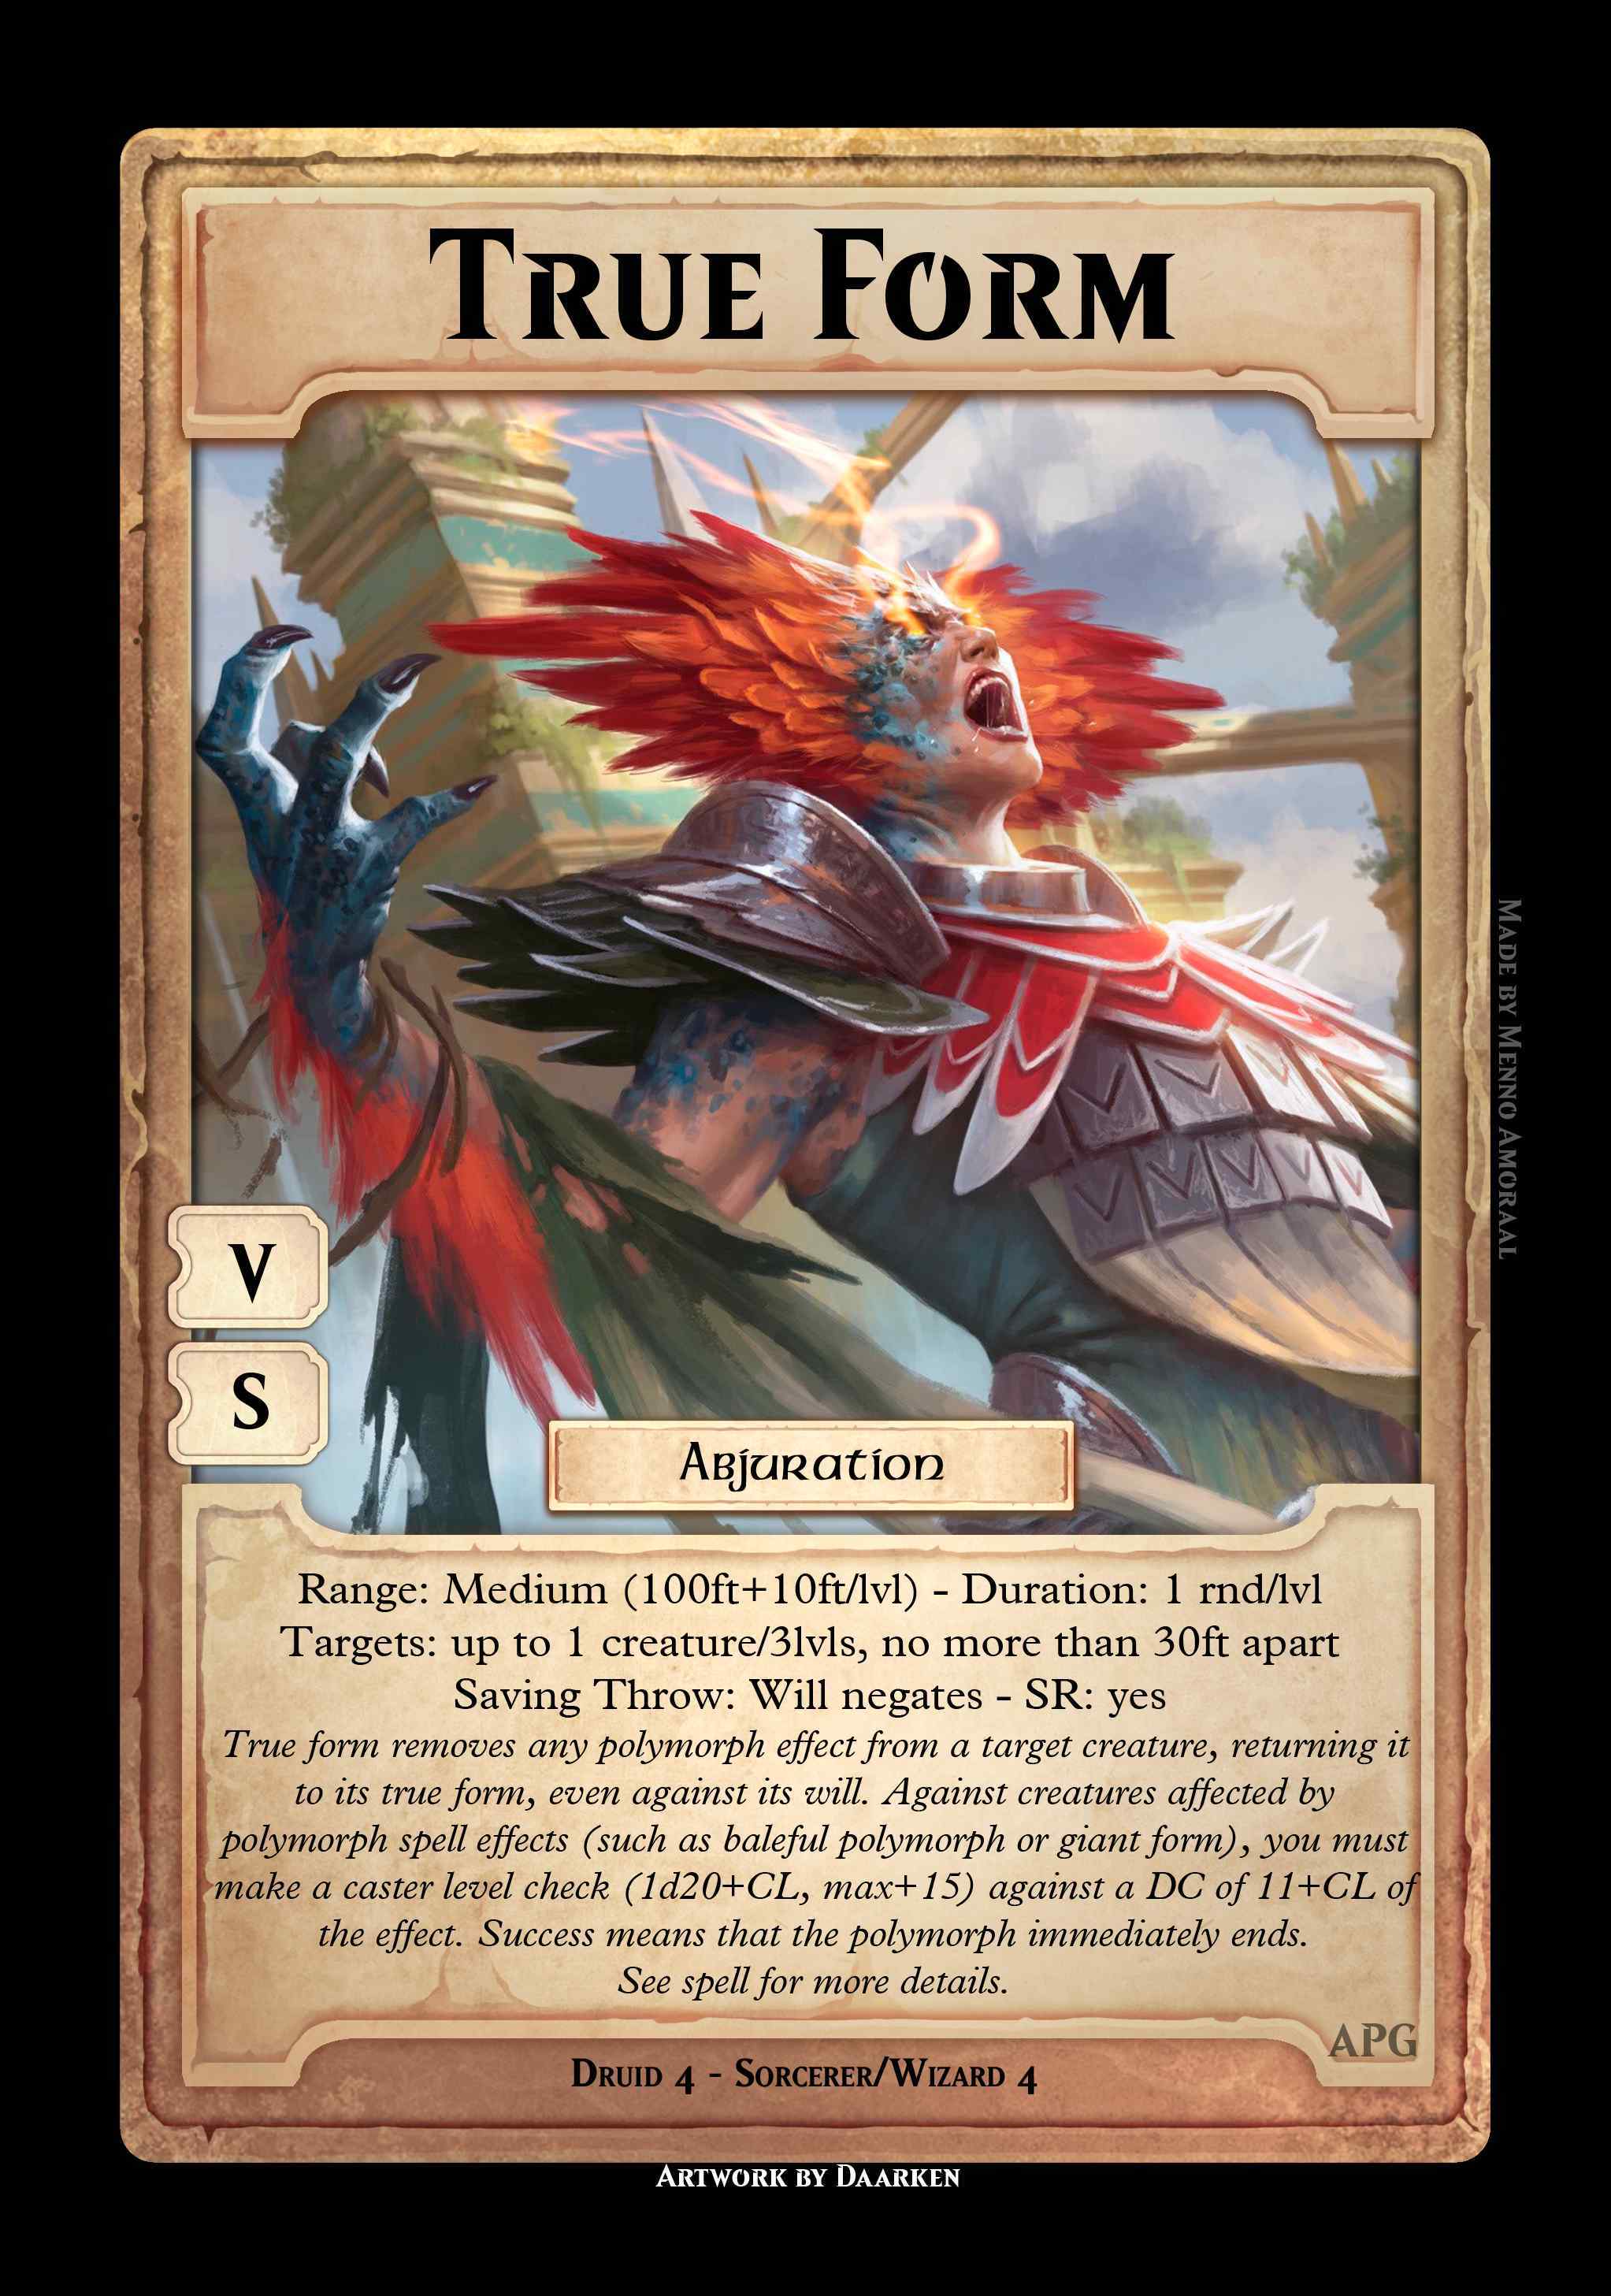 True Form
Made by Menno Amoraal
V
S
Abjuration
Range: Medium (100ft+10ft/lvl) - Duration: 1 rnd/lvl
Targets: up to 1 creature/3lvls, no more than 30ft apart
Saving Throw: Will negates - SR: yes
True form removes any polymorph effect from a target creature, returning it
to its true form, even against its will. Against creatures affected by
polymorph spell effects (such as baleful polymorph or giant form), you must
make a caster level check (1d20+CL, max+15) against a DC of 11+CL of
the effect. Success means that the polymorph immediately ends.
See spell for more details.
APG
Druid 4 - Sorcerer/Wizard 4
Artwork by Daarken